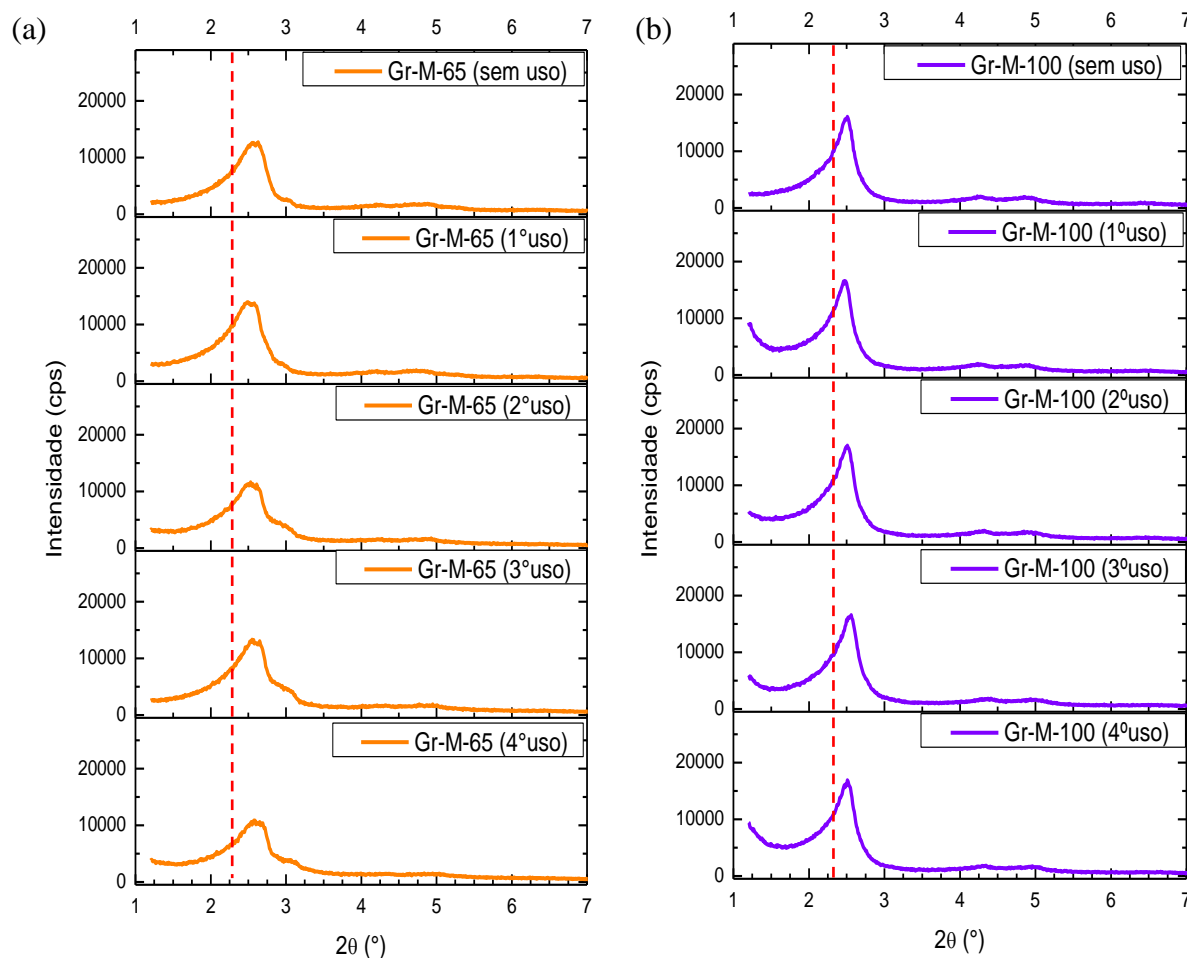 (a)
1 2 3 4 5 6 7
Gr-M-65 (sem uso)
20000
10000
0
Gr-M-65 (1°uso)
20000
10000
0
Gr-M-65 (2°uso)
20000
10000
0
Gr-M-65 (3°uso)
20000
10000
0
Gr-M-65 (4°uso)
20000
10000
0
Intensidade (cps)
1 2 3 4 5 6 7
2θ (°)
(b)
1 2 3 4 5 6 7
Gr-M-100 (sem uso)
20000
10000
0
Gr-M-100 (1ºuso)
20000
10000
0
Gr-M-100 (2ºuso)
20000
10000
0
Gr-M-100 (3ºuso)
20000
10000
0
Gr-M-100 (4ºuso)
20000
10000
0
Intensidade (cps)
1 2 3 4 5 6 7
2θ (°)